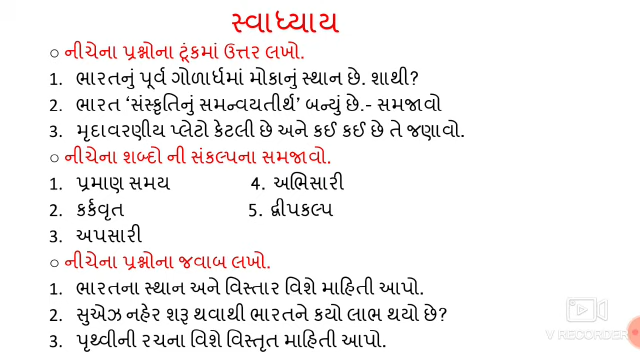 સ્વાધ્યાય
○ નીચેના પ્રશ્નોના ટૂંકમાં ઉત્તર લખો.
1. ભારતનું પૂર્વ ગોળાર્ધમાં મોકાનું સ્થાન છે. શાથી?
2. ભારત ‘સંસ્કૃતિનું સમન્વયતીર્થ’ બન્યું છે.- સમજાવો
3. મૃદાવરણીય પ્લેટો કેટલી છે અને કઈ કઈ છે તે જણાવો.
○ નીચેના શબ્દો ની સંકલ્પના સમજાવો.
1. પ્રમાણ સમય 4. અભિસારી
2. કર્કવૃત 5. દ્વીપકલ્પ
3. અપસારી
○ નીચેના પ્રશ્નોના જવાબ લખો.
1. ભારતના સ્થાન અને વિસ્તાર વિશે માહિતી આપો.
2. સુએઝ નહેર શરૂ થવાથી ભારતને કયો લાભ થયો છે?
3. પૃથ્વીની રચના વિશે વિસ્તૃત માહિતી આપો.
V RECORDER